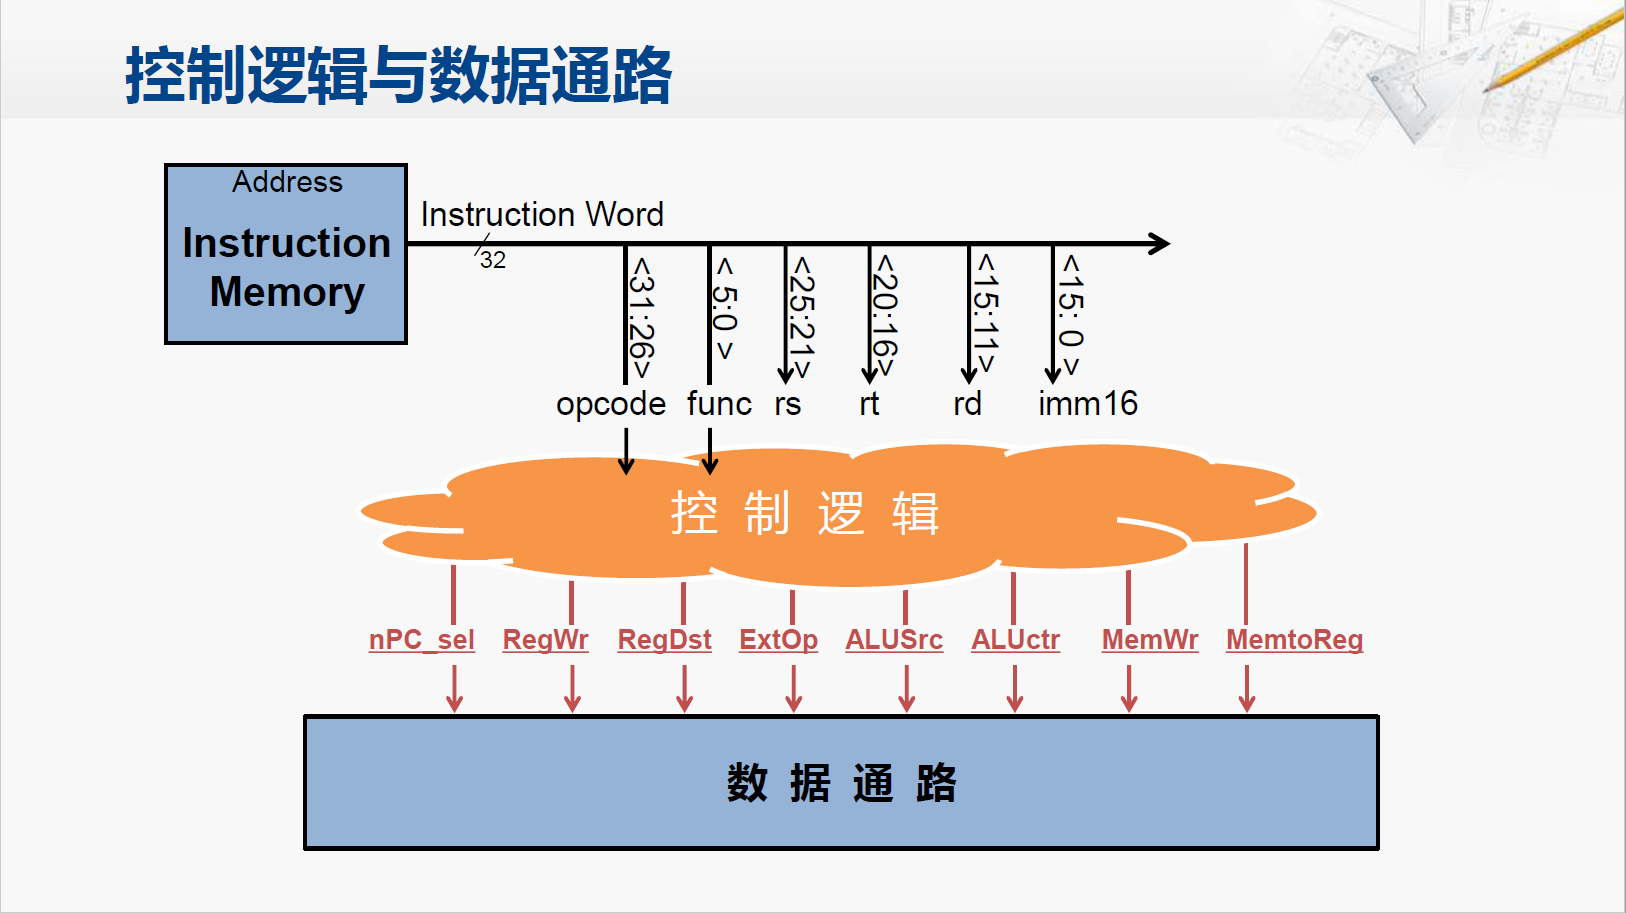 控制逻辑与数据通路
Address
Instruction
Memory
Instruction Word
32
<31:26>
< 5:0 >
<25:21>
<20:16>
<15:11>
<15: 0 >
opcode func rs rt rd imm16
控 制 逻 辑
nPC_sel RegWr RegDst ExtOp ALUSrc ALUctr MemWr MemtoReg
数 据 通 路